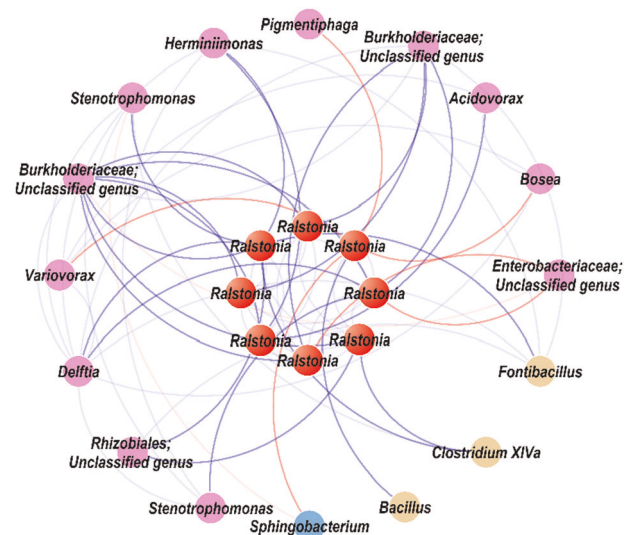 Pigmentiphaga
Burkholderiaceae;
Unclassified genus
Herminiimonas
Stenotrophomonas
Acidovorax
Burkholderiaceae;
Unclassified genus
Bosea
Ralstonia
Ralstonia
Ralstonia
Variovorax
Enterobacteriaceae;
Unclassified genus
Ralstonia
Ralstonia
Ralstonia
Ralstonia
Ralstonia
Delftia
Fontibacillus
Rhizobiales;
Unclassified genus
Clostridium XIVa
Stenotrophomonas
Bacillus
Sphingobacterium